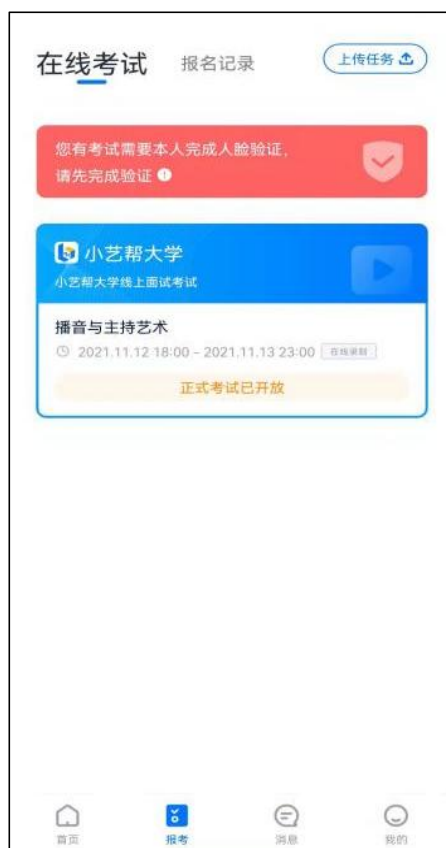 在线考试 报名记录 上传任务
您有考试需要本人完成人脸验证,
请先完成验证
小艺帮大学
小艺帮大学线上面试考试
播音与主持艺术
2021.11.12 18:00 - 2021.11.13 23:00 在线录制
正式考试已开放
首页 报考 消息 我的